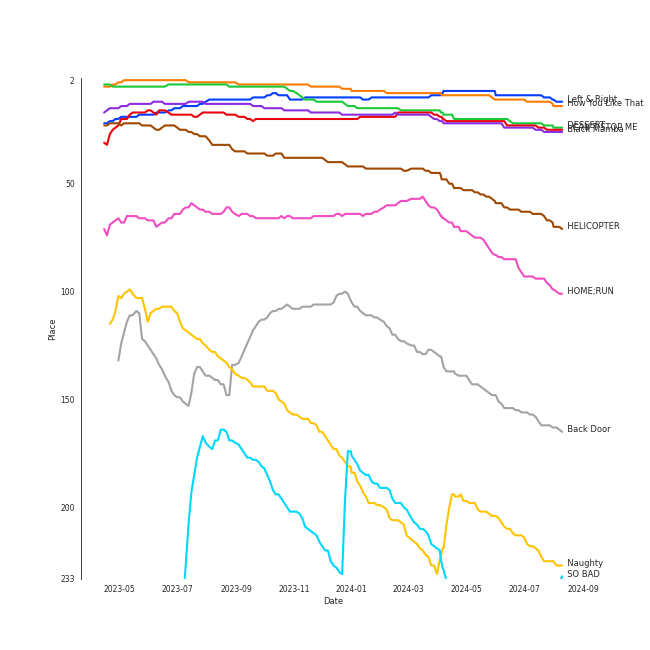 2
50
100
150
200
233
Place
2023-05
2023-07
2023-09
2023-11
2024-01
2024-03
2024-05
2024-07
2024-09
Date
Left & Right
How You Like That
DESSERT
Black Mamba
HELICOPTER
HOME;RUN
Back Door
Naughty
SO BAD